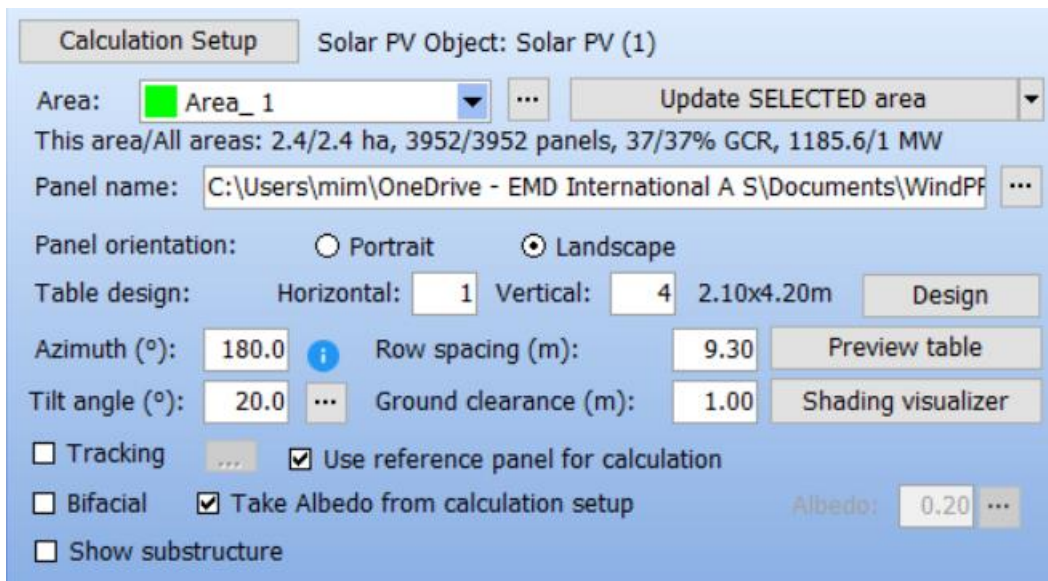 Calculation Setup Solar PV Object: Solar PV (1)
Area: Area_ 1 ... Update SELECTED area
This area/All areas: 2.4/2.4 ha, 3952/3952 panels, 37/37% GCR, 1185.6/1 MW
Panel name: C:\Users\mim\OneDrive - EMD International A S\Documents\WindPF ...
Panel orientation: Portrait Landscape
Table design: Horizontal: 1 Vertical: 4 2.10x4.20m Design
Azimuth (°): 180.0 i Row spacing (m): 9.30 Preview table
Tilt angle (°): 20.0 ... Ground clearance (m): 1.00 Shading visualizer
Tracking ... Use reference panel for calculation
Bifacial Take Albedo from calculation setup Albedo: 0.20 ...
Show substructure